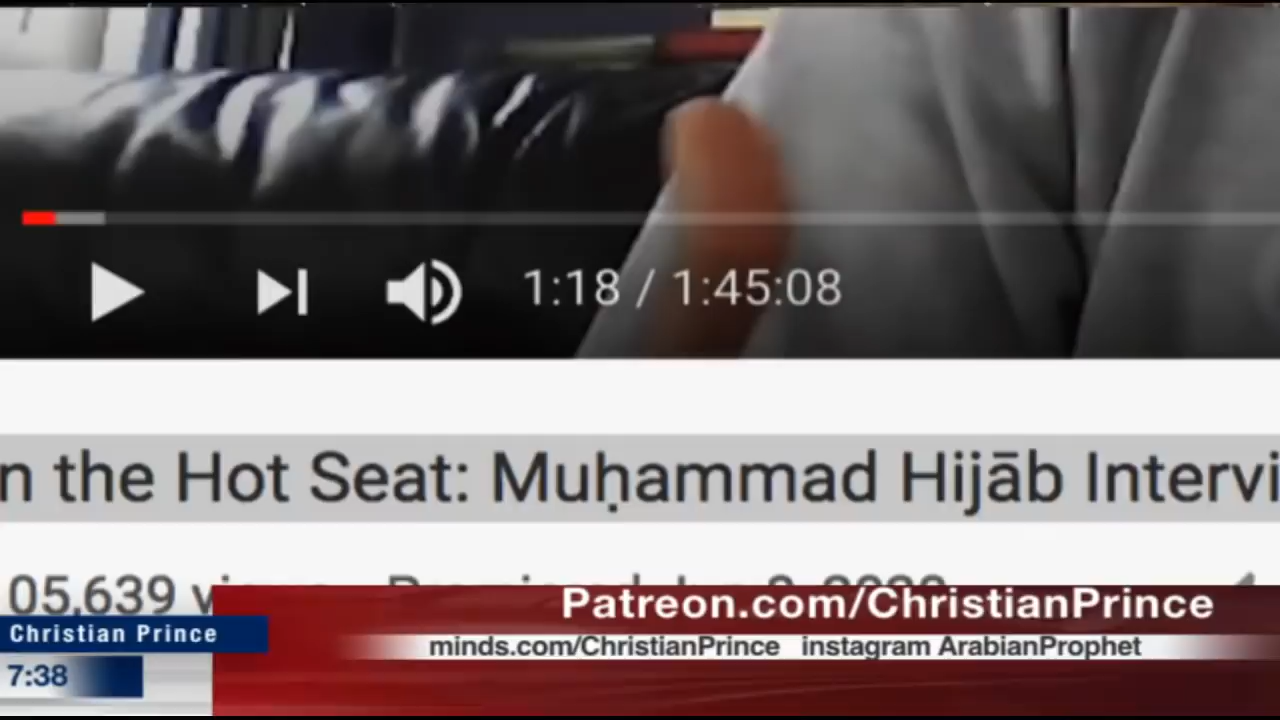 1:18 / 1:45:08
n the Hot Seat: Muḥammad Hijāb Intervi
05,639
Patreon.com/ChristianPrince
Christian Prince
minds.com/ChristianPrince instagram ArabianProphet
7:38